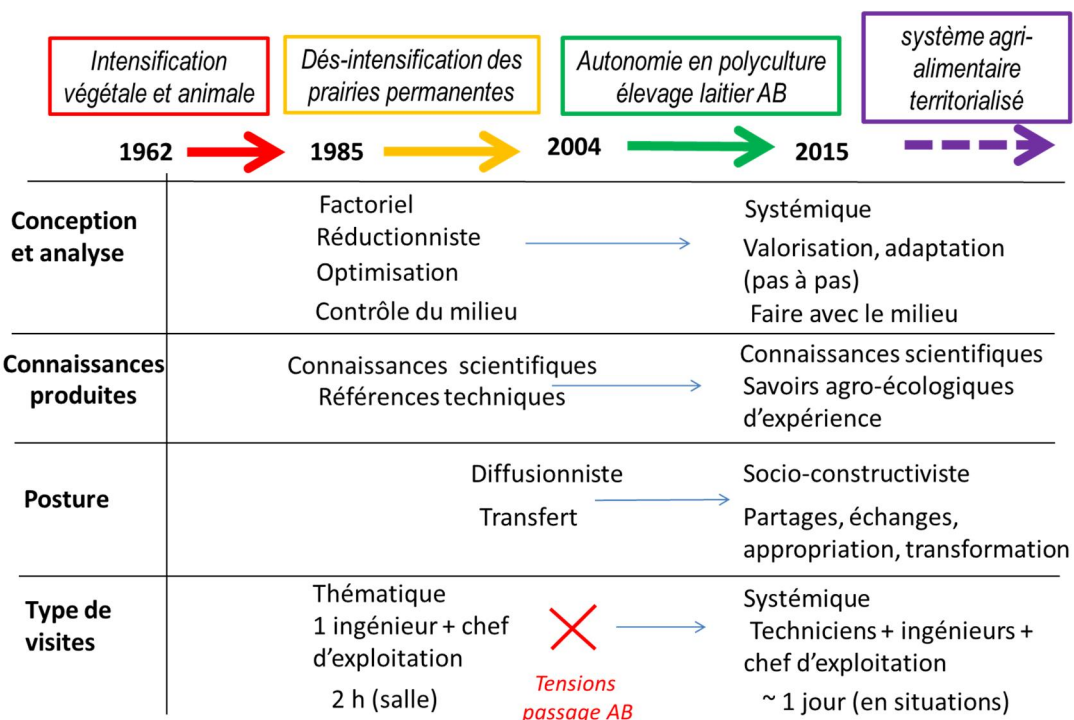 Intensification
végétale et animale
Dés-intensification des
prairies permanentes
Autonomie en polyculture
élevage laitier AB
système agri-
alimentaire
territorialisé
1962
1985
2004
2015
Conception
et analyse
Factoriel
Réductionniste
Optimisation
Contrôle du milieu
Systémique
Valorisation, adaptation
(pas à pas)
Faire avec le milieu
Connaissances
produites
Connaissances scientifiques
Références techniques
Connaissances scientifiques
Savoirs agro-écologiques
d'expérience
Posture
Diffusionniste
Transfert
Socio-constructiviste
Partages, échanges,
appropriation, transformation
Type de
visites
Thématique
1 ingénieur + chef
d'exploitation
2 h (salle)
Tensions
passage AB
Systémique
Techniciens + ingénieurs +
chef d'exploitation
~ 1 jour (en situations)